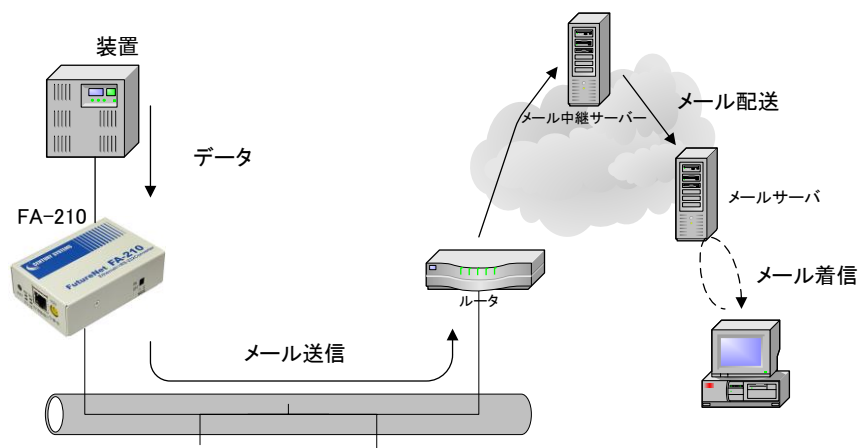 装置
データ
FA-210
CENTURY SYSTEMS
FutureNet FA-210
メール送信
ルータ
メール中継サーバー
メール配送
メールサーバ
メール着信